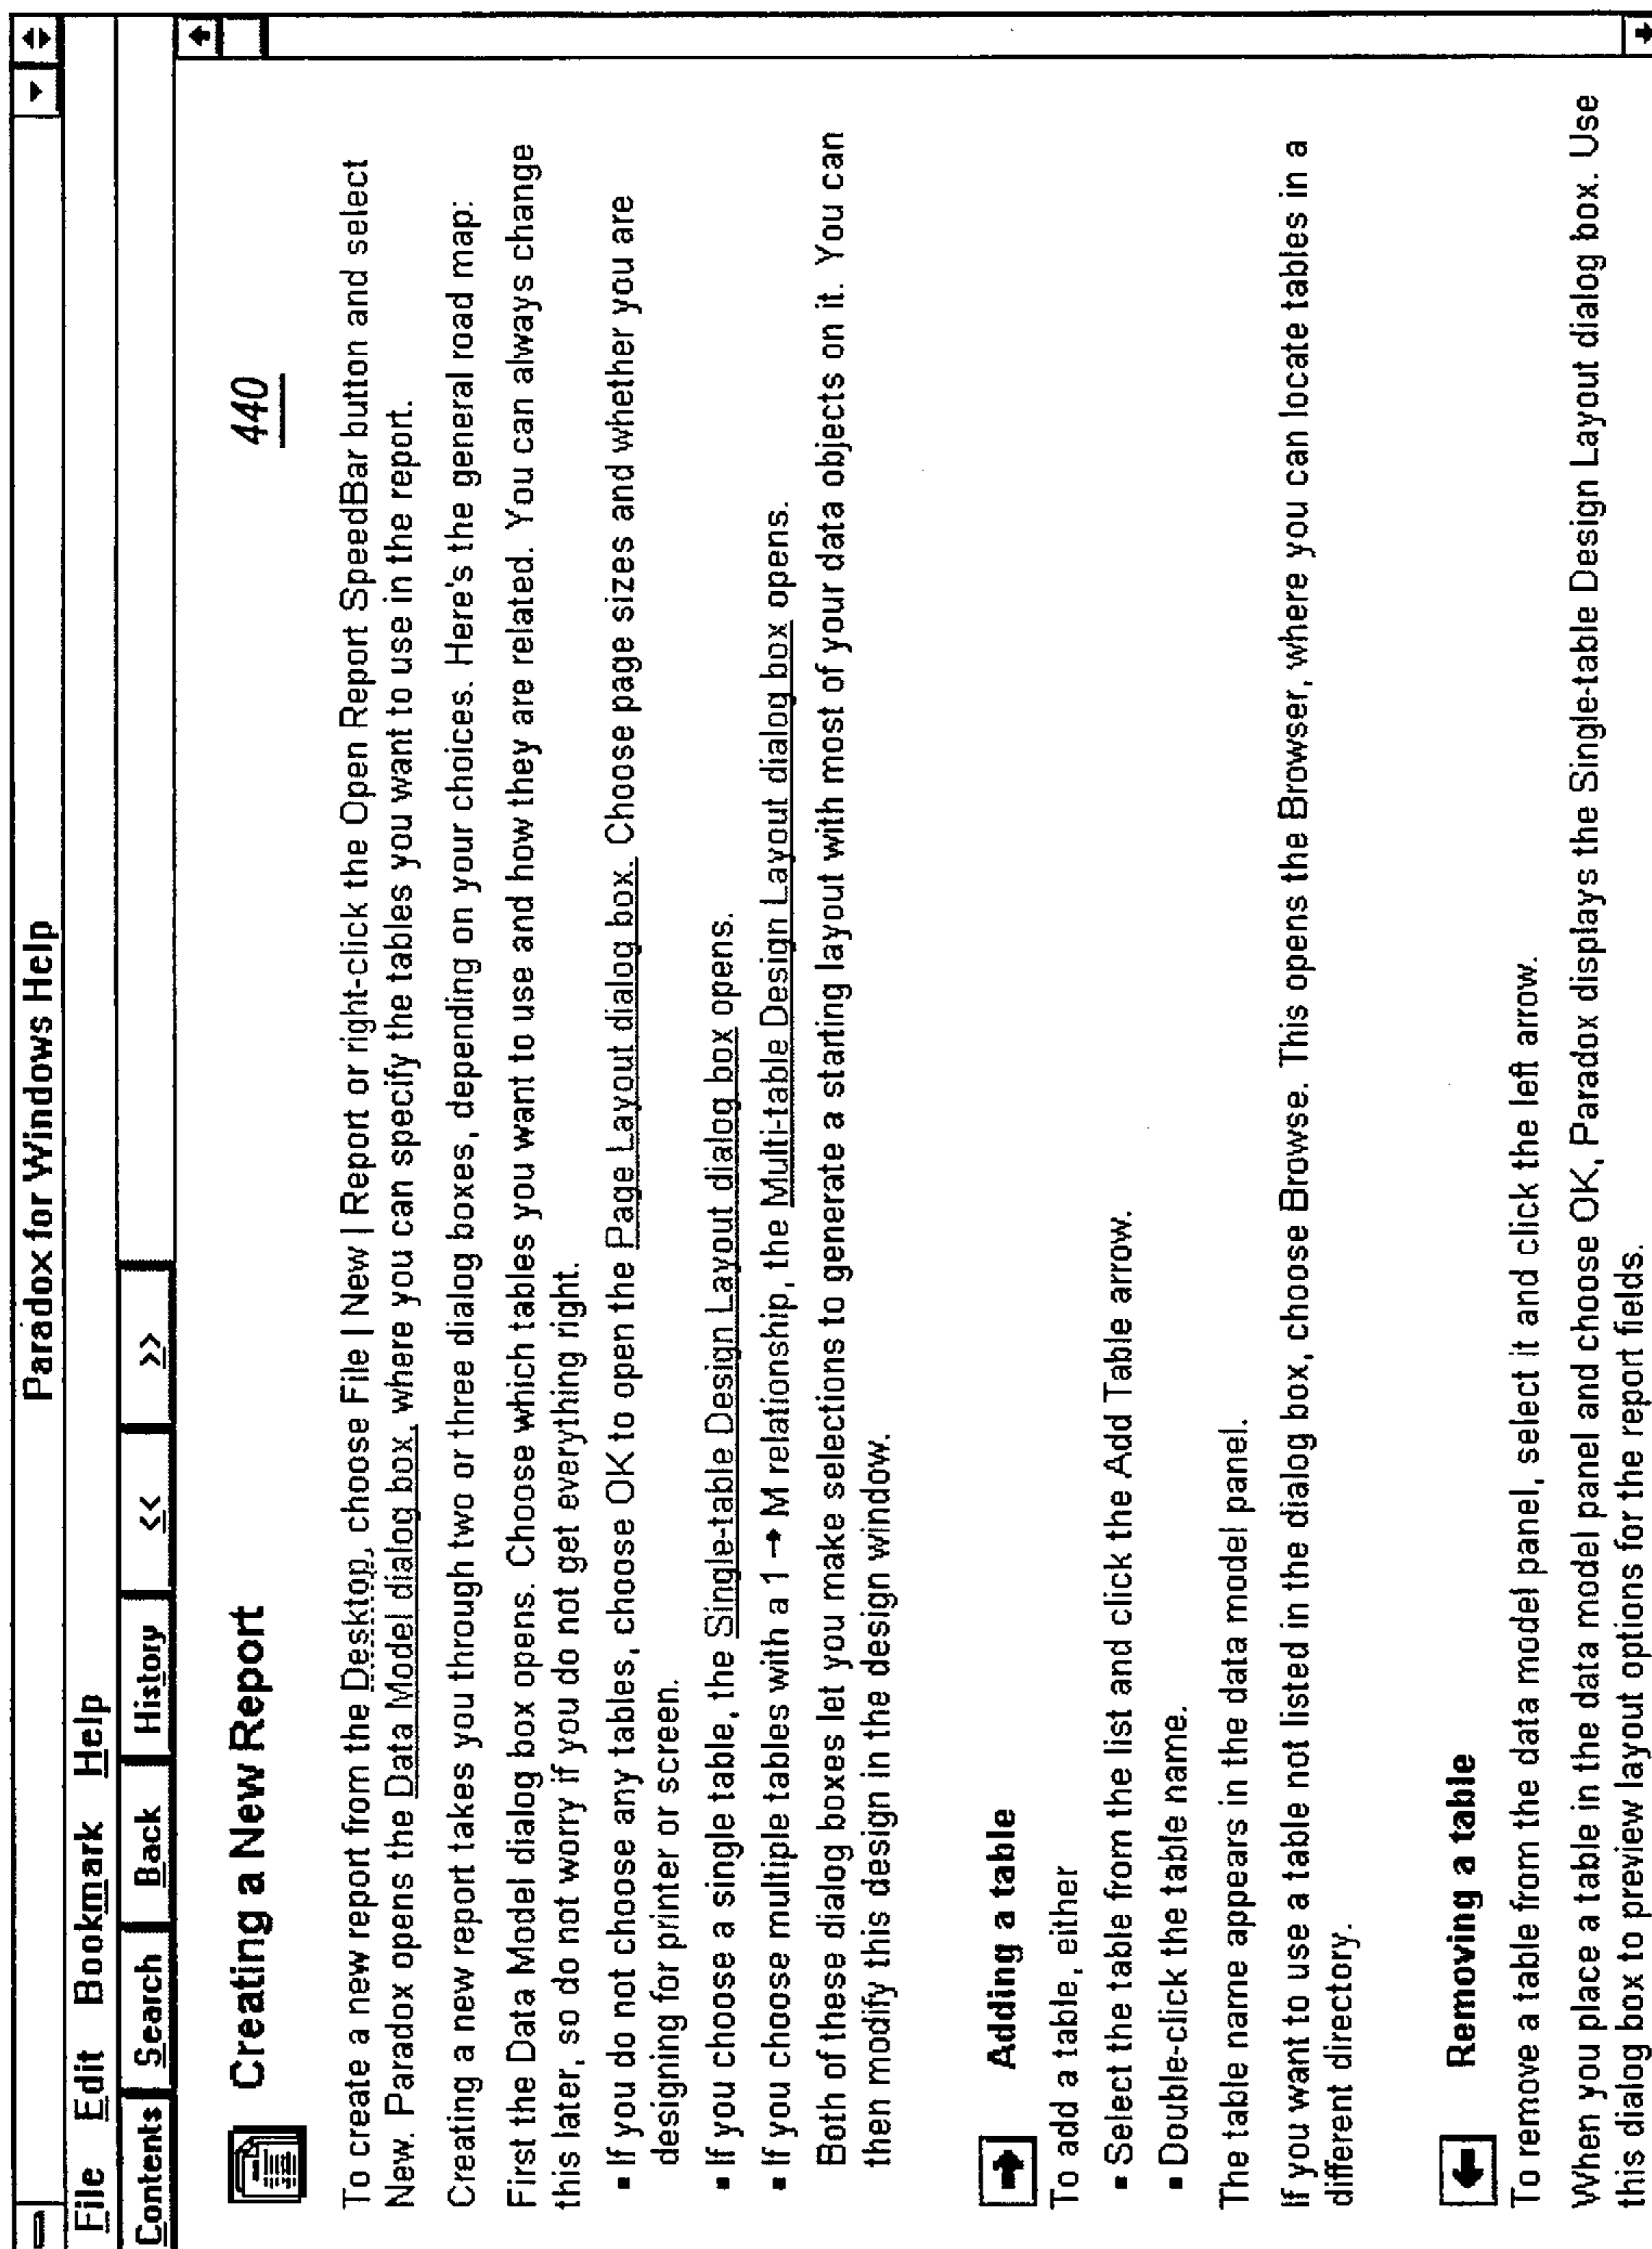 Paradox for Windows Help
File Edit Bookmark Help
Contents Search Back History << >>
Creating a New Report
440
To create a new report from the Desktop, choose File | New | Report or right-click the Open Report SpeedBar button and select
New. Paradox opens the Data Model dialog box, where you can specify the tables you want to use in the report.
Creating a new report takes you through two or three dialog boxes, depending on your choices. Here's the general road map:
First the Data Model dialog box opens. Choose which tables you want to use and how they are related. You can always change
this later, so do not worry if you do not get everything right.
▪ If you do not choose any tables, choose OK to open the Page Layout dialog box. Choose page sizes and whether you are
designing for printer or screen.
▪ If you choose a single table, the Single-table Design Layout dialog box opens.
▪ If you choose multiple tables with a 1 → M relationship, the Multi-table Design Layout dialog box opens.
Both of these dialog boxes let you make selections to generate a starting layout with most of your data objects on it. You can
then modify this design in the design window.
Adding a table
To add a table, either
▪ Select the table from the list and click the Add Table arrow.
▪ Double-click the table name.
The table name appears in the data model panel.
If you want to use a table not listed in the dialog box, choose Browse. This opens the Browser, where you can locate tables in a
different directory.
Removing a table
To remove a table from the data model panel, select it and click the left arrow.
When you place a table in the data model panel and choose OK, Paradox displays the Single-table Design Layout dialog box. Use
this dialog box to preview layout options for the report fields.